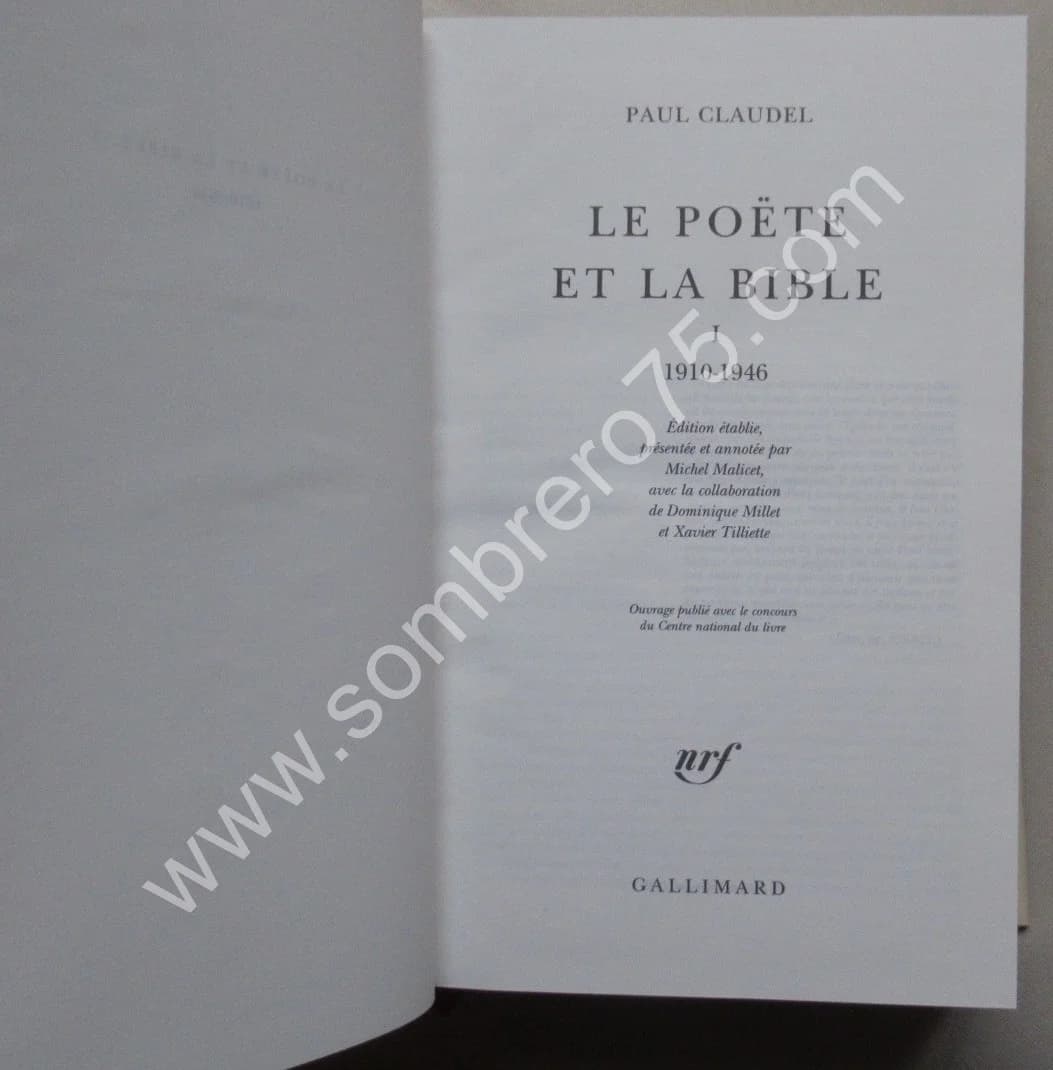 PAUL CLAUDEL
LE POËTE
ET LA BIBLE
I
1910-1946
Édition établie,
présentée et annotée par
Michel Malicet,
avec la collaboration
de Dominique Millet
et Xavier Tilliette
Ouvrage publié avec le concours
du Centre national du livre
nrf
GALLIMARD
www.sombrero75.com